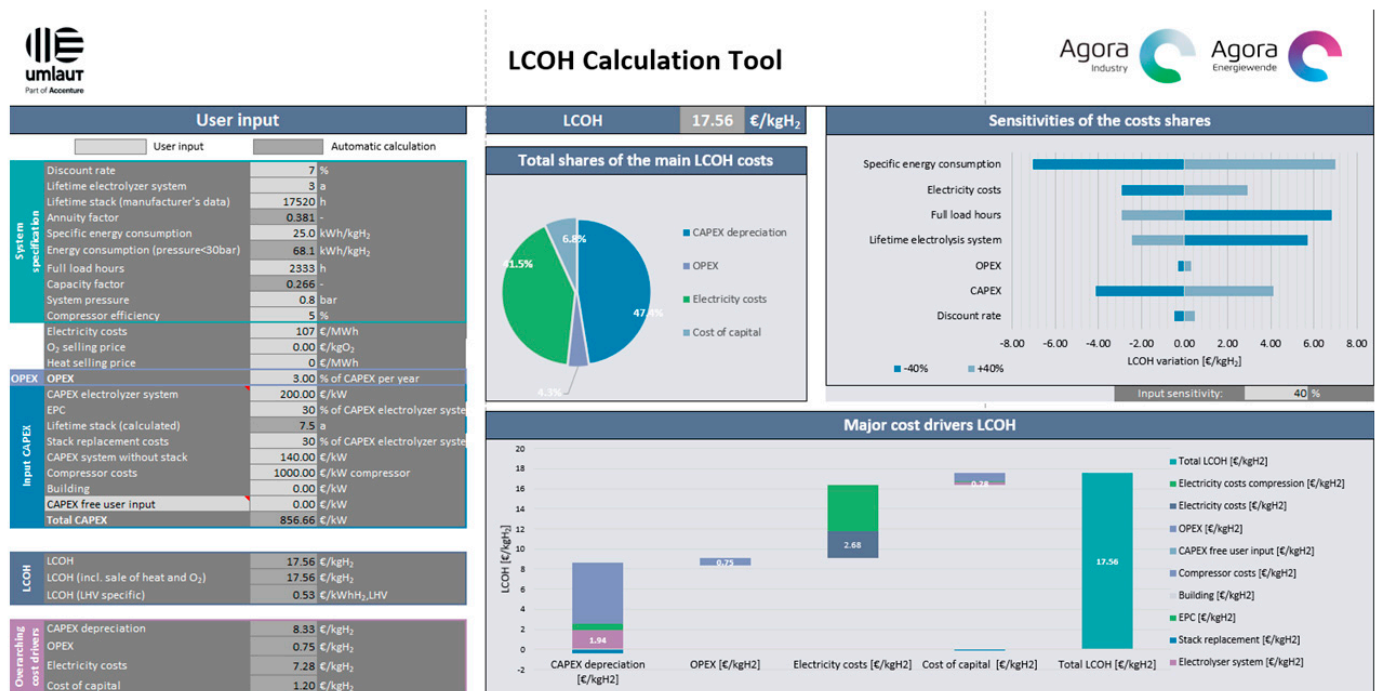 umlaut
Part of Accenture
LCOH Calculation Tool
Agora
Industry
Agora
Energiewende
User input
User input
Automatic calculation
Discount rate 7 %
Lifetime electrolyzer system 3 a
Lifetime stack (manufacturer's data) 17520 h
Annuity factor 0.381 -
Specific energy consumption 25.0 kWh/kgH₂
Energy consumption (pressure<30bar) 68.1 kWh/kgH₂
Full load hours 2333 h
Capacity factor 0.266 -
System pressure 0.8 bar
Compressor efficiency 5 %
System specification
Electricity costs 107 €/MWh
O₂ selling price 0.00 €/kgO₂
Heat selling price 0 €/MWh
OPEX OPEX 3.00 % of CAPEX per year
Input CAPEX
CAPEX electrolyzer system 200.00 €/kW
EPC 30 % of CAPEX electrolyzer syste
Lifetime stack (calculated) 7.5 a
Stack replacement costs 30 % of CAPEX electrolyzer syste
CAPEX system without stack 140.00 €/kW
Compressor costs 1000.00 €/kW compressor
Building 0.00 €/kW
CAPEX free user input 0.00 €/kW
Total CAPEX 856.66 €/kW
LCOH
LCOH 17.56 €/kgH₂
LCOH (incl. sale of heat and O₂) 17.56 €/kgH₂
LCOH (LHV specific) 0.53 €/kWhH₂,LHV
Overarching cost drivers
CAPEX depreciation 8.33 €/kgH₂
OPEX 0.75 €/kgH₂
Electricity costs 7.28 €/kgH₂
Cost of capital 1.20 €/kgH₂
LCOH 17.56 €/kgH₂
Total shares of the main LCOH costs
6.8%
41.5%
47.4%
4.3%
CAPEX depreciation
OPEX
Electricity costs
Cost of capital
Sensitivities of the costs shares
Specific energy consumption
Electricity costs
Full load hours
Lifetime electrolysis system
OPEX
CAPEX
Discount rate
-8.00 -6.00 -4.00 -2.00 0.00 2.00 4.00 6.00 8.00
LCOH variation [€/kgH₂]
-40% +40%
Input sensitivity: 40 %
Major cost drivers LCOH
LCOH [€/kgH₂]
20
18
16
14
12
10
8
6
4
2
0
-2
1.94
0.75
2.68
0.28
17.56
CAPEX depreciation [€/kgH2]
OPEX [€/kgH2]
Electricity costs [€/kgH2]
Cost of capital [€/kgH2]
Total LCOH [€/kgH2]
Total LCOH [€/kgH2]
Electricity costs compression [€/kgH2]
Electricity costs [€/kgH2]
OPEX [€/kgH2]
CAPEX free user input [€/kgH2]
Compressor costs [€/kgH2]
Building [€/kgH2]
EPC [€/kgH2]
Stack replacement [€/kgH2]
Electrolyser system [€/kgH2]